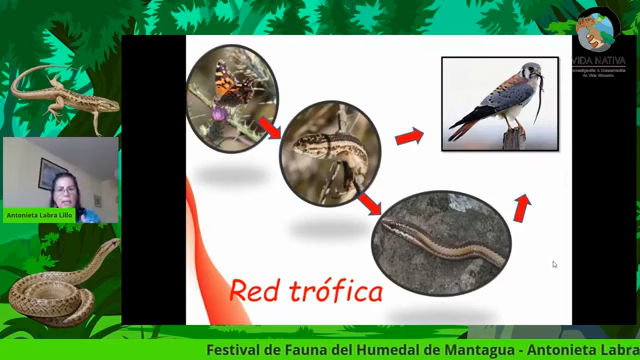 VIDA NATIVA
Antonieta Labra Lillo
Red trófica
Festival de Fauna del Humedal de Mantagua - Antonieta Labra